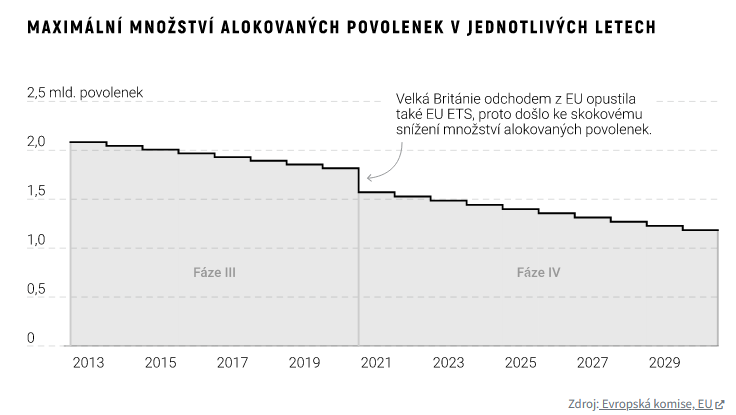 MAXIMÁLNÍ MNOŽSTVÍ ALOKOVANÝCH POVOLENEK V JEDNOTLIVÝCH LETECH
2,5 mld. povolenek
Velká Británie odchodem z EU opustila
také EU ETS, proto došlo ke skokovému
snížení množství alokovaných povolenek.
2,0
1,5
1,0
Fáze III
Fáze IV
0,5
0
2013 2015 2017 2019 2021 2023 2025 2027 2029
Zdroj: Evropská komise, EU